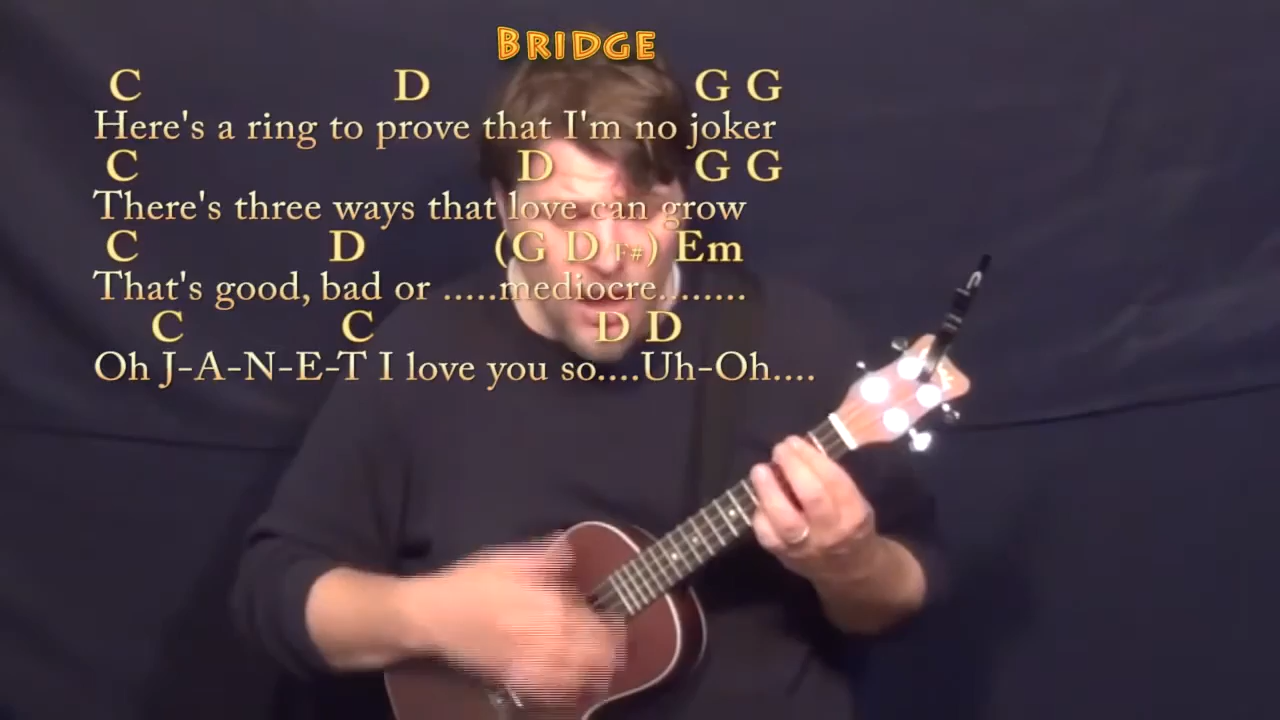 BRIDGE
C D G G
Here's a ring to prove that I'm no joker
C D G G
There's three ways that love can grow
C D (G D F#) Em
That's good, bad or .....mediocre........
C C D D
Oh J-A-N-E-T I love you so....Uh-Oh....